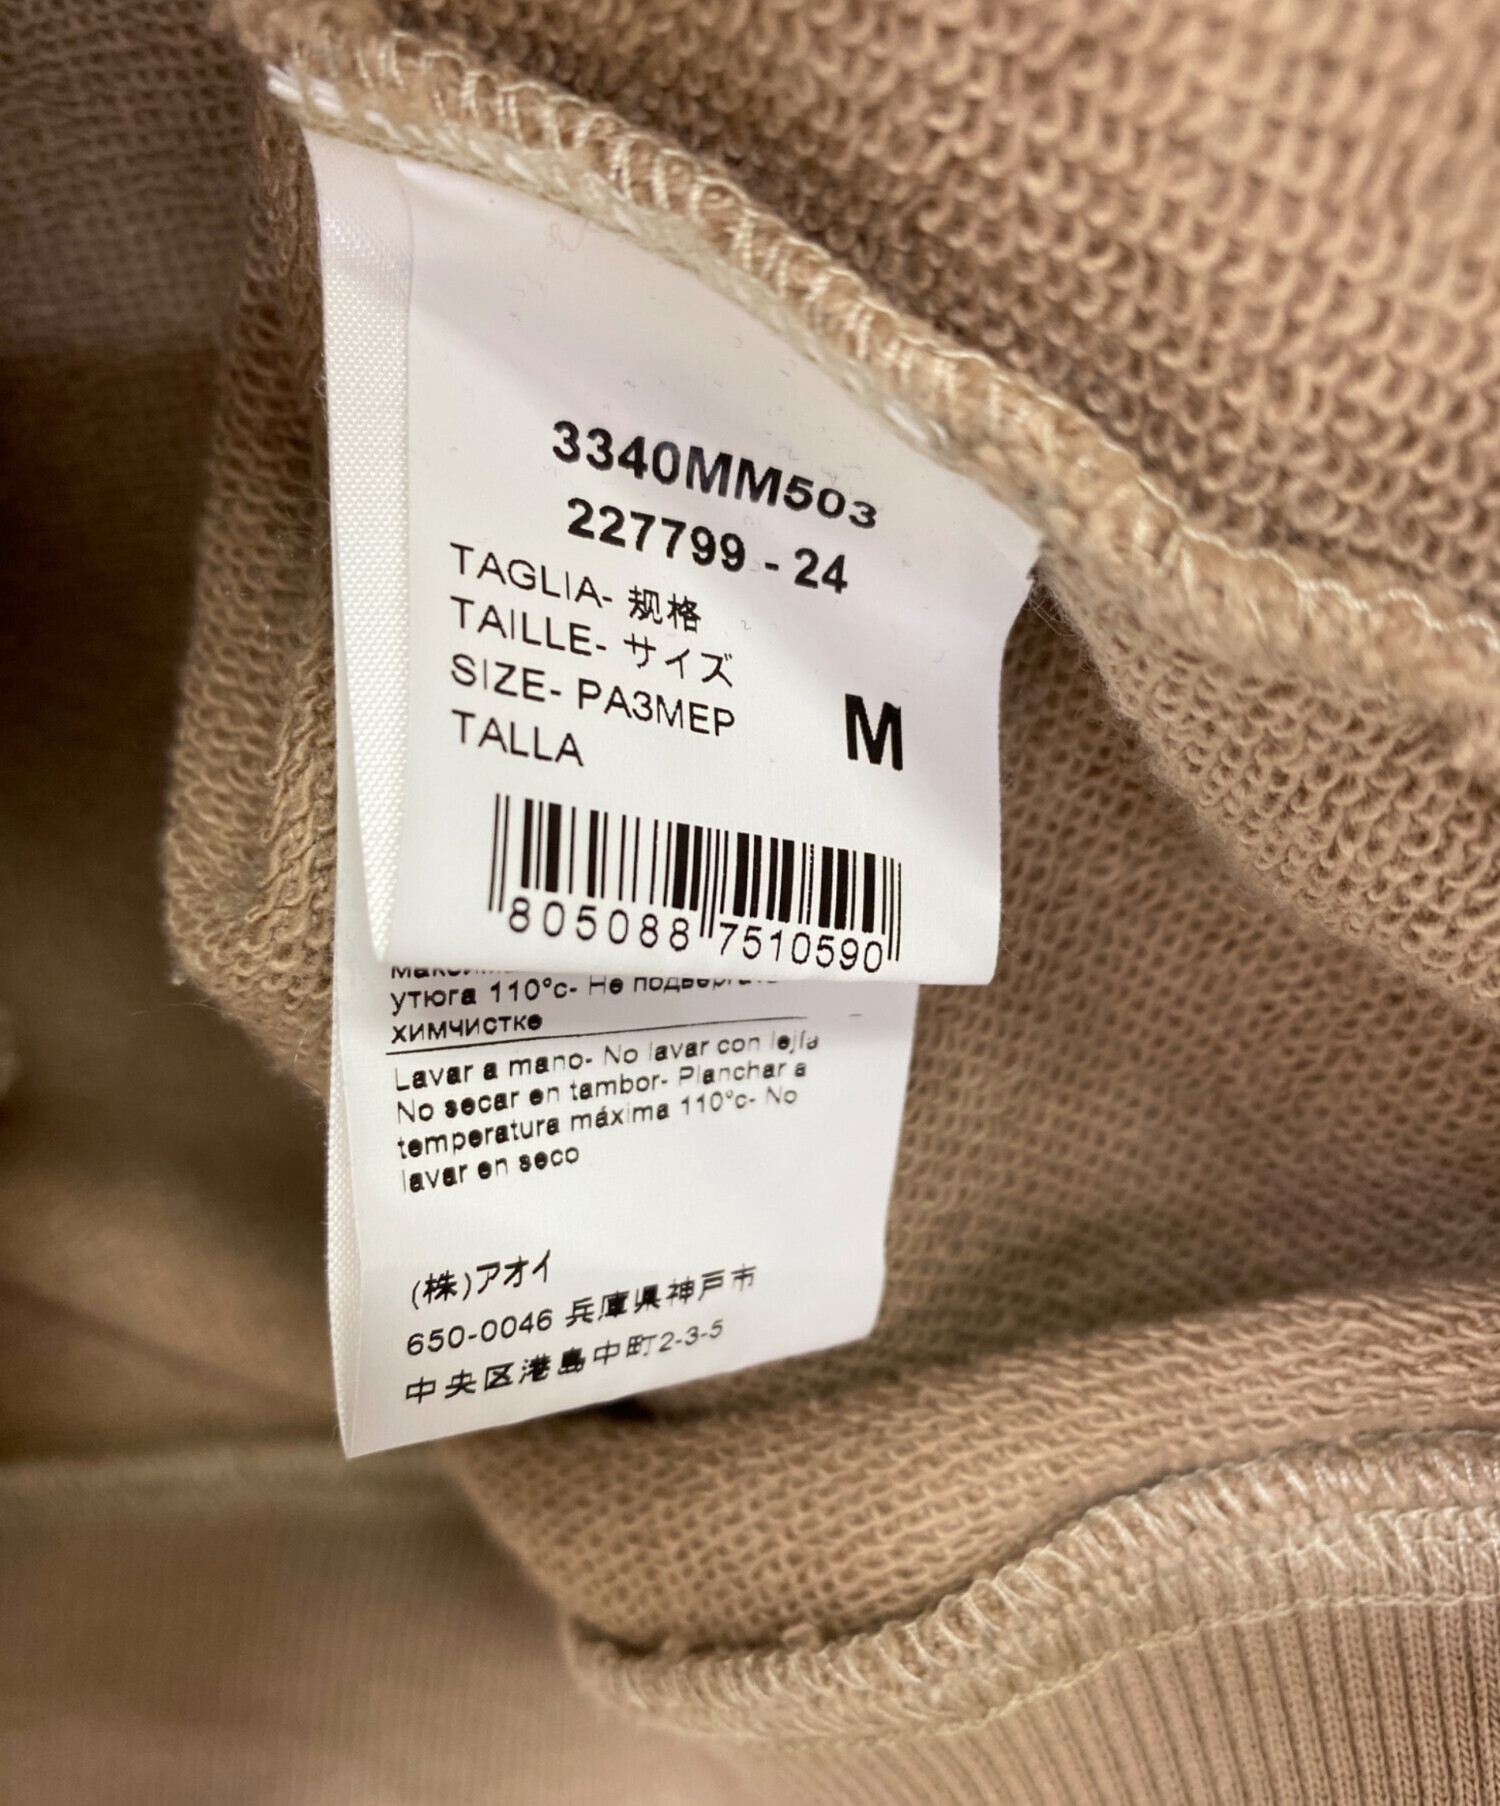 3340MM503
227799 - 24
TAGLIA- 规格
TAILLE- サイズ
SIZE- РАЗМЕР
TALLA
M
805088 7510590
утюга 110°c- Не
химчистке
Lavar a mano- No lavar con lejía
No secar en tambor- Planchar a
temperatura máxima 110°c- No
lavar en seco
(株)アオイ
650-0046 兵庫県神戸市
中央区港島中町2-3-5